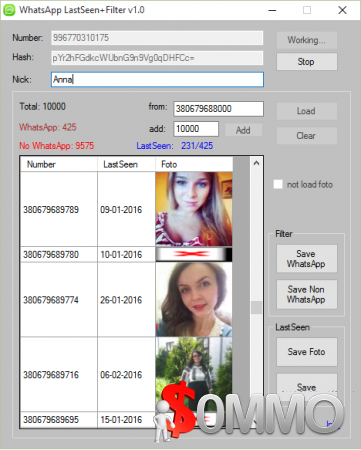 WhatsApp LastSeen+Filter v1.0
Number: 996770310175 Working...
Hash: pYr2hFGdkcWUbnG9n9Vg0qDHFCc= Stop
Nick: Anna
Total: 10000 from: 380679688000 Load
WhatsApp: 425 add: 10000 Add Clear
No WhatsApp: 9575 LastSeen: 231/425
Number LastSeen Foto
not load foto
380679689789 09-01-2016
380679689780 10-01-2016
Filter
Save WhatsApp
380679689774 26-01-2016
Save Non WhatsApp
LastSeen
Save Foto
380679689716 06-02-2016
Save
380679689695 15-01-2016
$0MMO